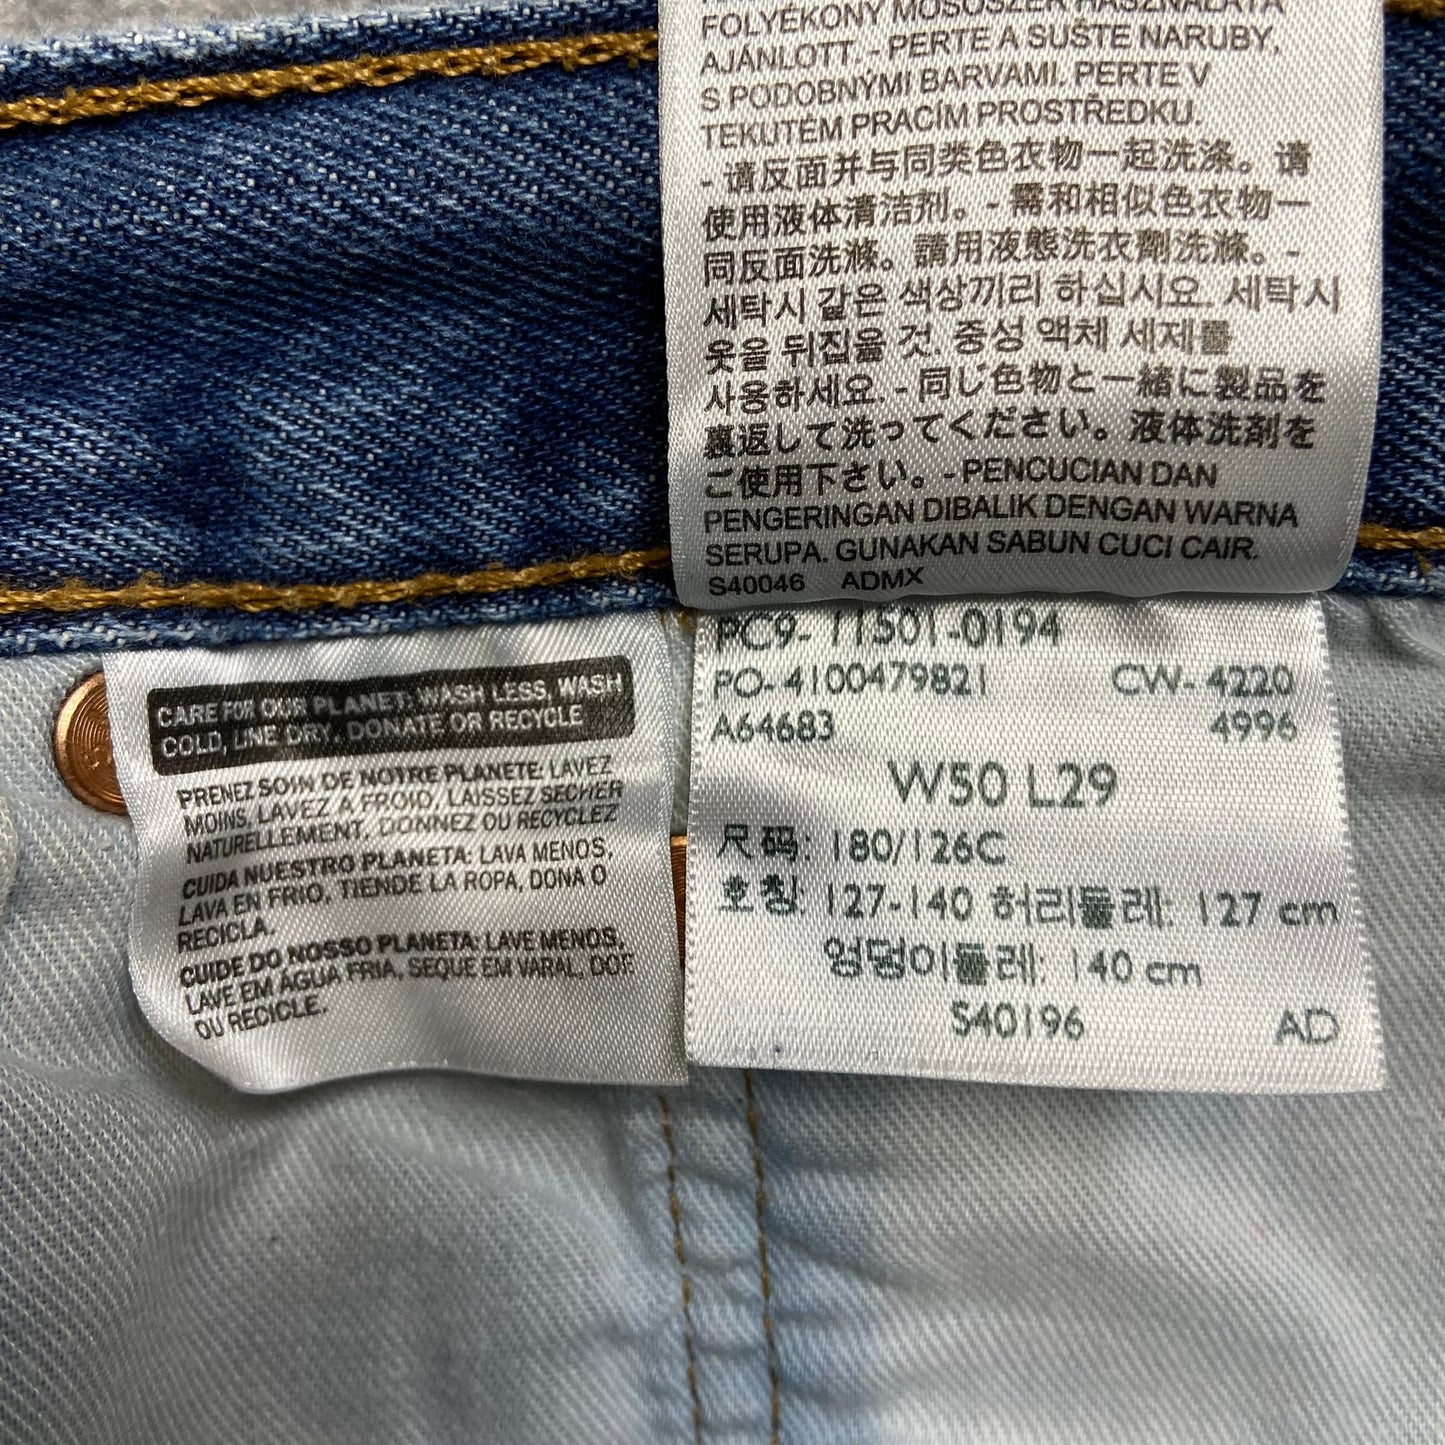 FOLYÉKONY MOSÓSZER HASZNÁLATA
AJÁNLOTT. - PERTE A SUŠTE NARUBY,
S PODOBNÝMI BARVAMI. PERTE V
TEKUTÉM PRACÍM PROSTŘEDKU.
- 请反面并与同类色衣物一起洗涤。请
使用液体清洁剂。- 需和相似色衣物一
同反面洗滌。請用液態洗衣劑洗滌。-
세탁시 같은 색상끼리 하십시오. 세탁시
옷을 뒤집을 것. 중성 액체 세제를
사용하세요. - 同じ色物と一緒に製品を
裏返して洗ってください。液体洗剤を
ご使用下さい。- PENCUCIAN DAN
PENGERINGAN DIBALIK DENGAN WARNA
SERUPA. GUNAKAN SABUN CUCI CAIR.
S40046 ADMX
CARE FOR OUR PLANET: WASH LESS, WASH
COLD, LINE DRY, DONATE OR RECYCLE
PRENEZ SOIN DE NOTRE PLANETE: LAVEZ
MOINS, LAVEZ A FROID, LAISSEZ SECHER
NATURELLEMENT, DONNEZ OU RECYCLEZ
CUIDA NUESTRO PLANETA: LAVA MENOS,
LAVA EN FRIO, TIENDE LA ROPA, DONA O
RECICLA.
CUIDE DO NOSSO PLANETA: LAVE MENOS,
LAVE EM ÁGUA FRIA, SEQUE EM VARAL, DOE
OU RECICLE.
PC9- 11501-0194
PO-4100479821 CW- 4220
A64683 4996
W50 L29
尺码: 180/126C
호칭: 127-140 허리둘레: 127 cm
엉덩이둘레: 140 cm
S40196 AD